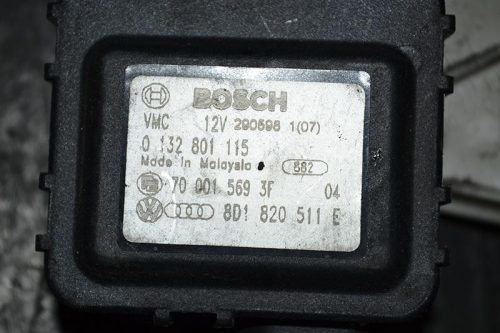 BOSCH
VMC 12V 290598 1(07)
0 132 801 115
Made in Malaysia 582
70 001 569 3F 04
8D1 820 511 E